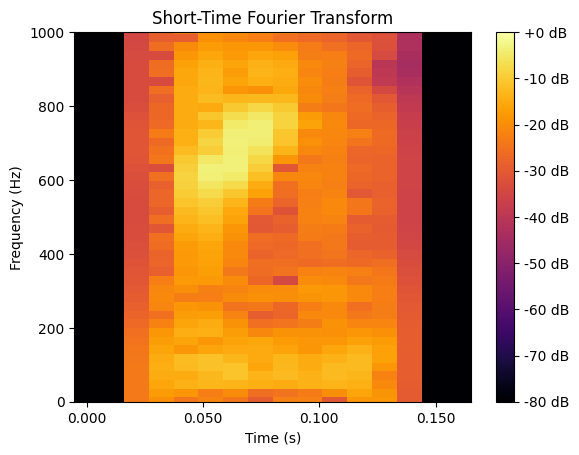 Short-Time Fourier Transform
Frequency (Hz)
1000
800
600
400
200
0
0.000 0.050 0.100 0.150
Time (s)
+0 dB
-10 dB
-20 dB
-30 dB
-40 dB
-50 dB
-60 dB
-70 dB
-80 dB